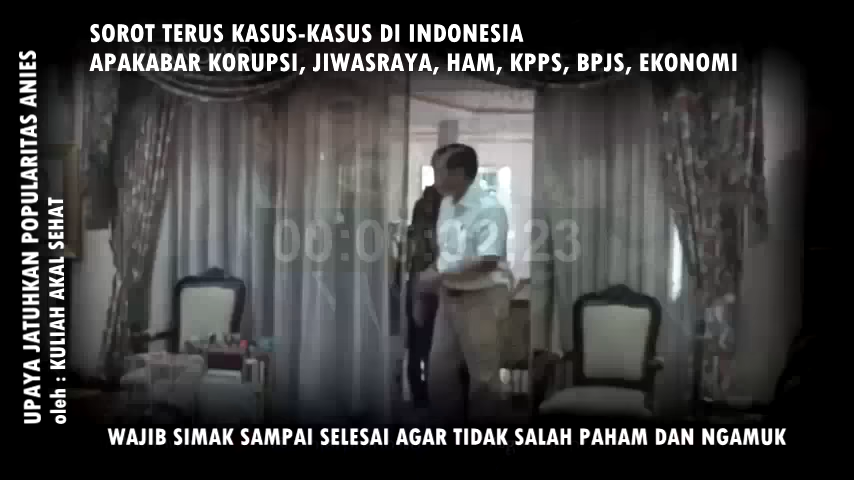 SOROT TERUS KASUS-KASUS DI INDONESIA
APAKABAR KORUPSI, JIWASRAYA, HAM, KPPS, BPJS, EKONOMI
UPAYA JATUHKAN POPULARITAS ANIES
oleh : KULIAH AKAL SEHAT
WAJIB SIMAK SAMPAI SELESAI AGAR TIDAK SALAH PAHAM DAN NGAMUK